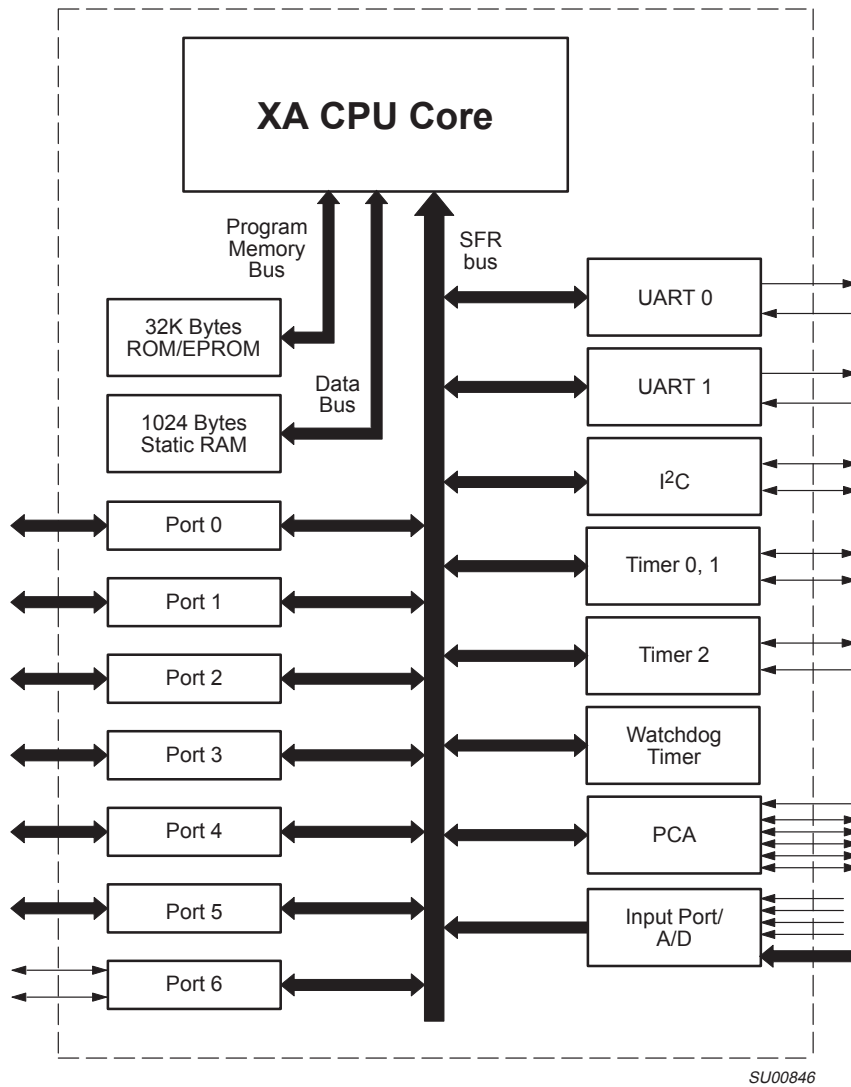 XA CPU Core
Program
Memory
Bus
SFR
bus
UART 0
32K Bytes
ROM/EPROM
Data
Bus
UART 1
1024 Bytes
Static RAM
I²C
Port 0
Timer 0, 1
Port 1
Timer 2
Port 2
Watchdog
Timer
Port 3
PCA
Port 4
Input Port/
A/D
Port 5
Port 6
SU00846